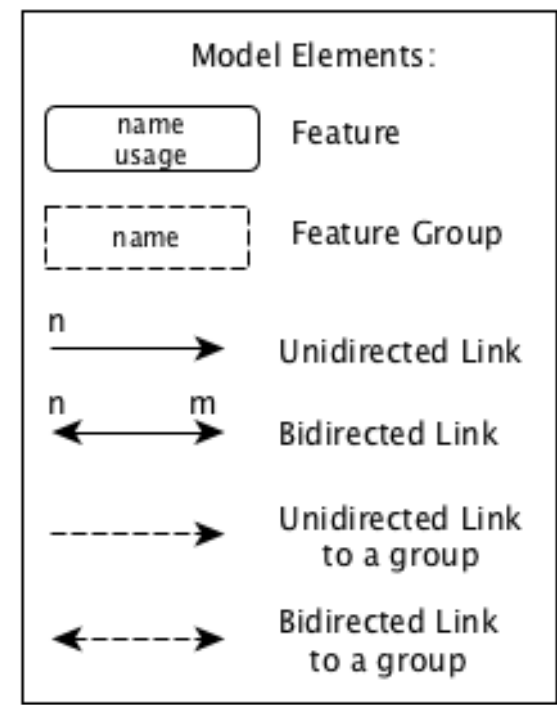 Model Elements:
name
usage
Feature
name
Feature Group
n
Unidirected Link
n m
Bidirected Link
Unidirected Link
to a group
Bidirected Link
to a group